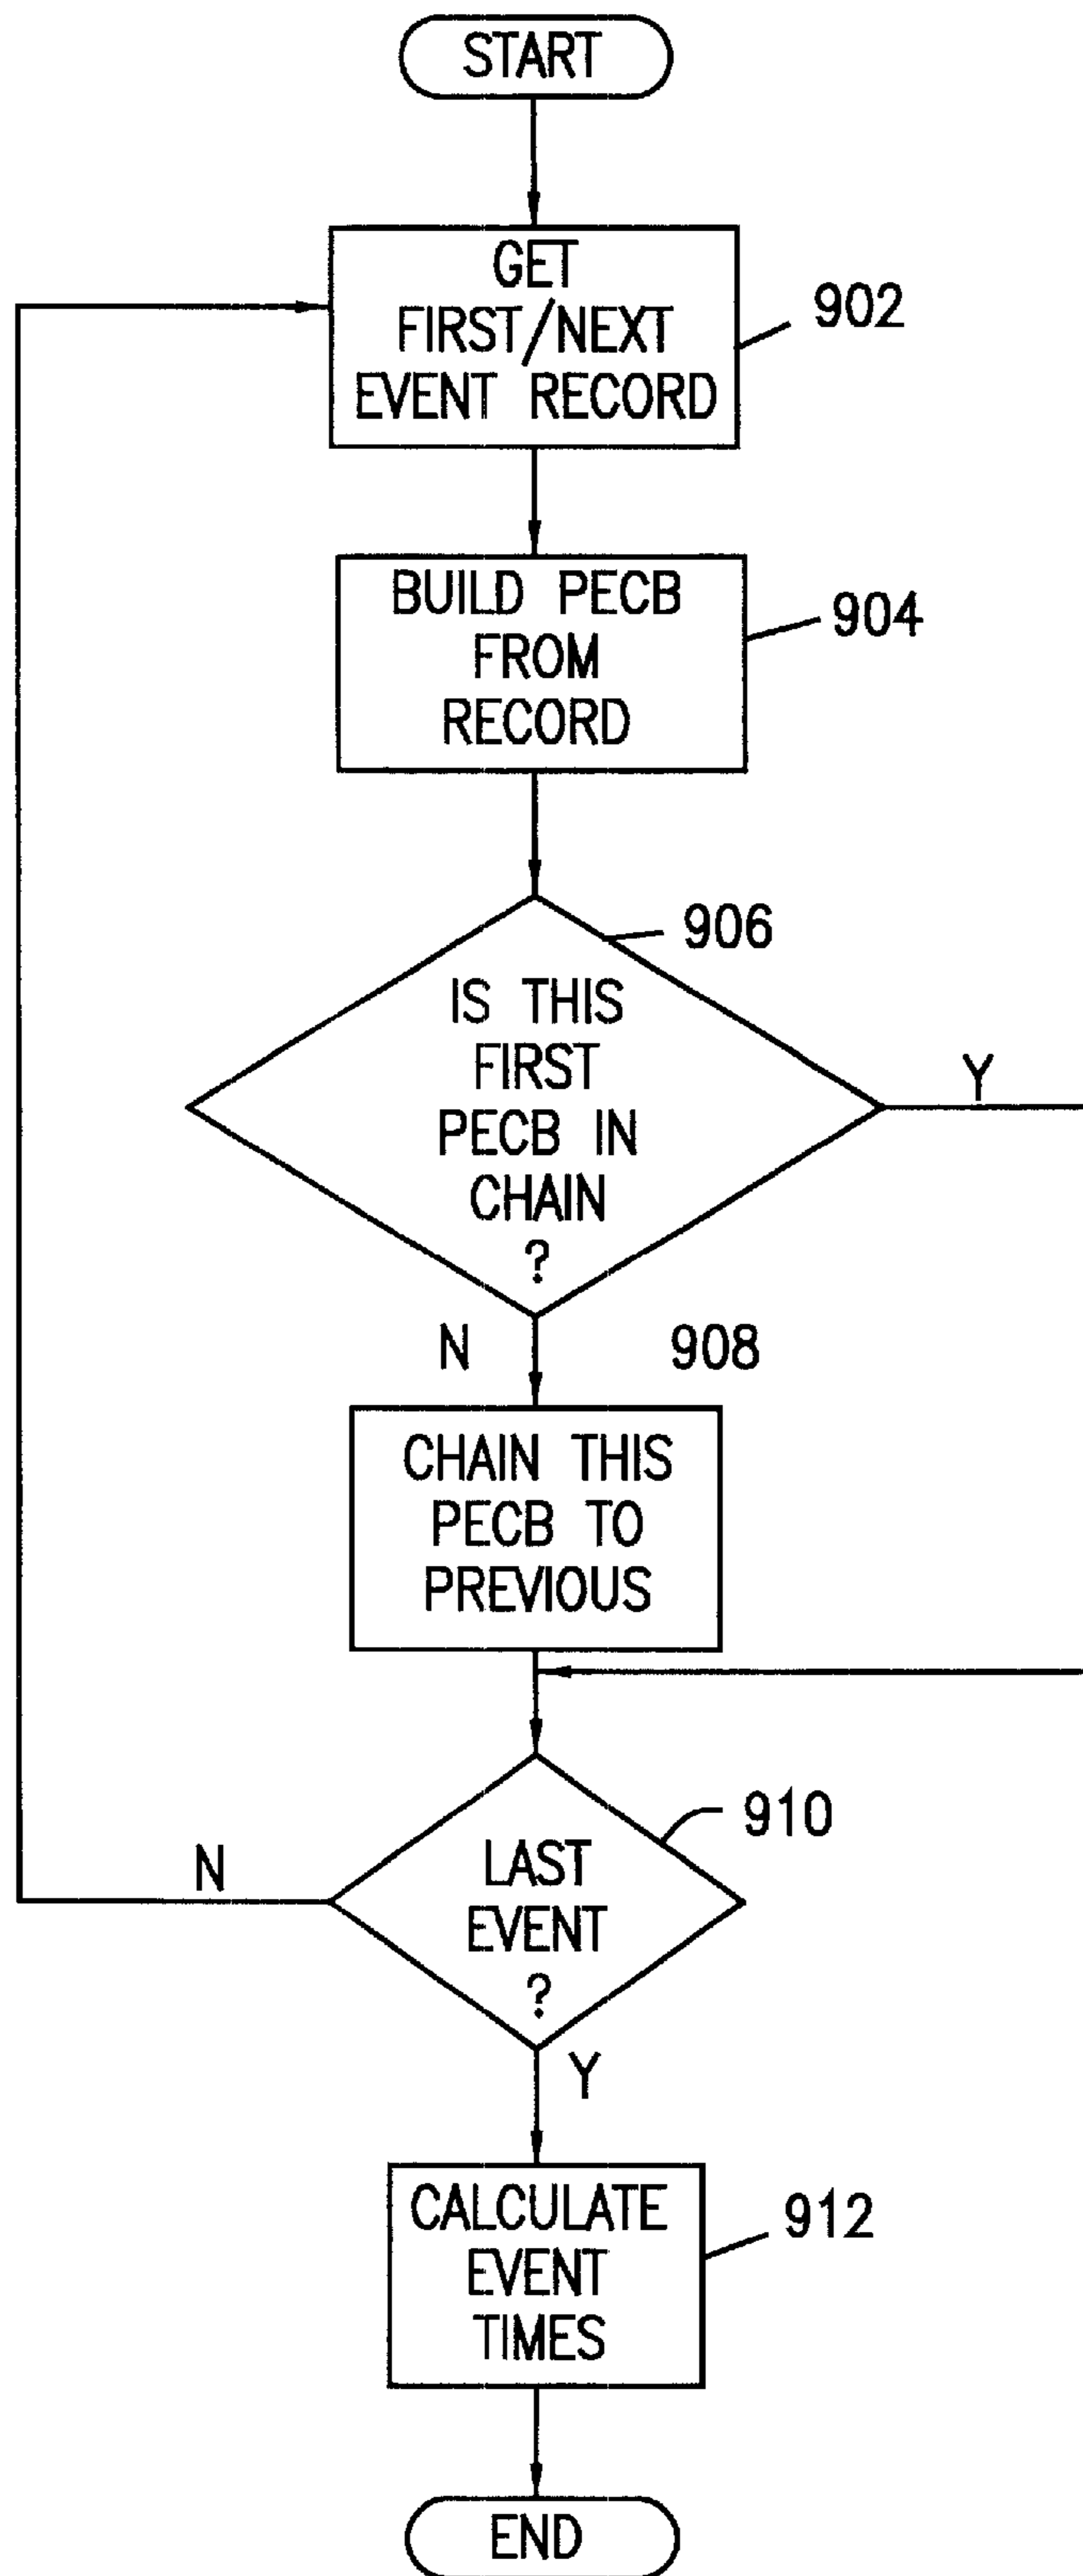 START
GET
FIRST/NEXT
EVENT RECORD
902
BUILD PECB
FROM
RECORD
904
906
IS THIS
FIRST
PECB IN
CHAIN
?
Y
N
908
CHAIN THIS
PECB TO
PREVIOUS
910
LAST
EVENT
?
N
Y
CALCULATE
EVENT
TIMES
912
END